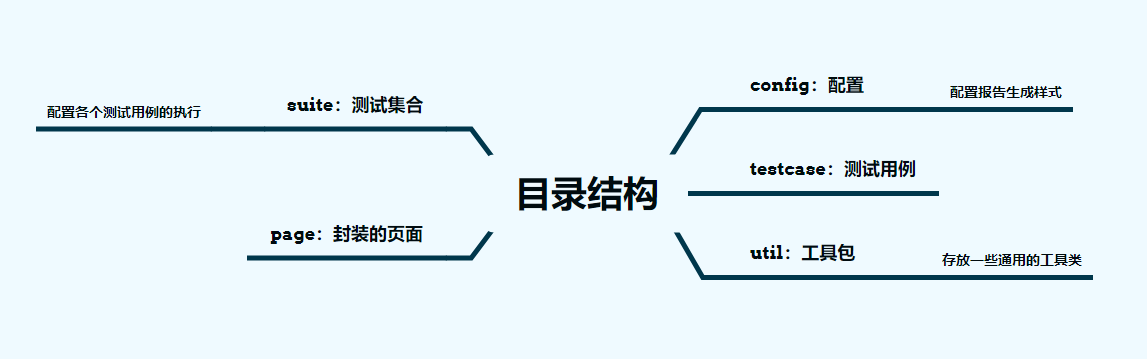 目录结构
config：配置
配置报告生成样式
testcase：测试用例
util：工具包
存放一些通用的工具类
suite：测试集合
配置各个测试用例的执行
page：封装的页面